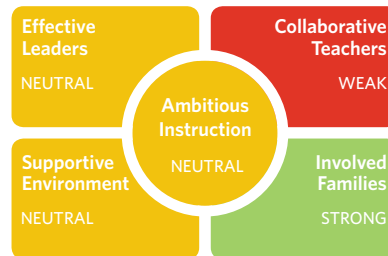 Effective
Leaders
NEUTRAL
Collaborative
Teachers
WEAK
Ambitious
Instruction
NEUTRAL
Supportive
Environment
NEUTRAL
Involved
Families
STRONG